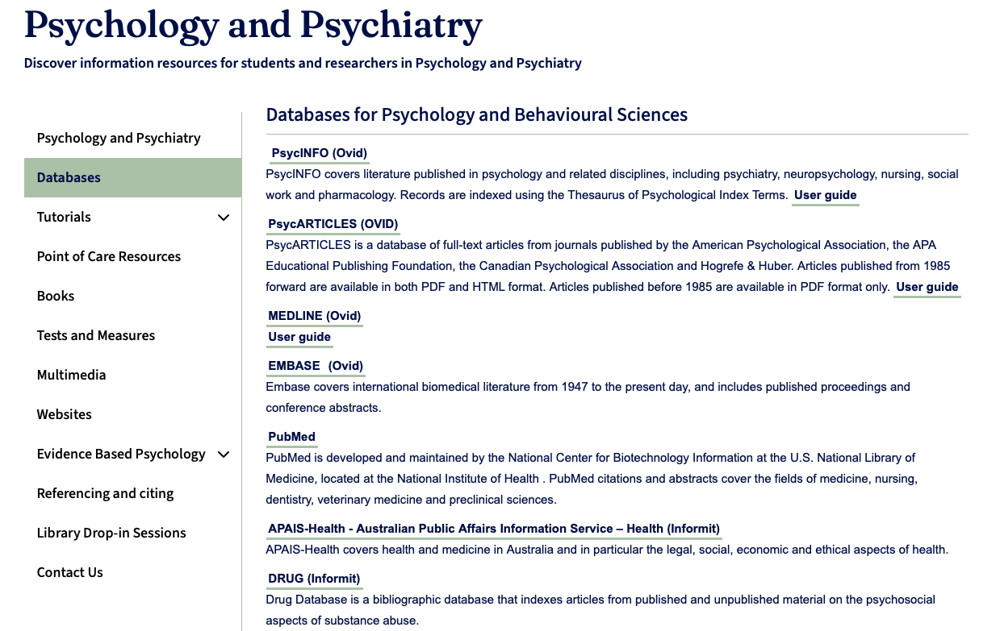 Psychology and Psychiatry
Discover information resources for students and researchers in Psychology and Psychiatry
Psychology and Psychiatry
Databases
Tutorials
Point of Care Resources
Books
Tests and Measures
Multimedia
Websites
Evidence Based Psychology
Referencing and citing
Library Drop-in Sessions
Contact Us
Databases for Psychology and Behavioural Sciences
PsycINFO (Ovid)
PsycINFO covers literature published in psychology and related disciplines, including psychiatry, neuropsychology, nursing, social
work and pharmacology. Records are indexed using the Thesaurus of Psychological Index Terms. User guide
PsycARTICLES (OVID)
PsycARTICLES is a database of full-text articles from journals published by the American Psychological Association, the APA
Educational Publishing Foundation, the Canadian Psychological Association and Hogrefe & Huber. Articles published from 1985
forward are available in both PDF and HTML format. Articles published before 1985 are available in PDF format only. User guide
MEDLINE (Ovid)
User guide
EMBASE (Ovid)
Embase covers international biomedical literature from 1947 to the present day, and includes published proceedings and
conference abstracts.
PubMed
PubMed is developed and maintained by the National Center for Biotechnology Information at the U.S. National Library of
Medicine, located at the National Institute of Health . PubMed citations and abstracts cover the fields of medicine, nursing,
dentistry, veterinary medicine and preclinical sciences.
APAIS-Health - Australian Public Affairs Information Service – Health (Informit)
APAIS-Health covers health and medicine in Australia and in particular the legal, social, economic and ethical aspects of health.
DRUG (Informit)
Drug Database is a bibliographic database that indexes articles from published and unpublished material on the psychosocial
aspects of substance abuse.